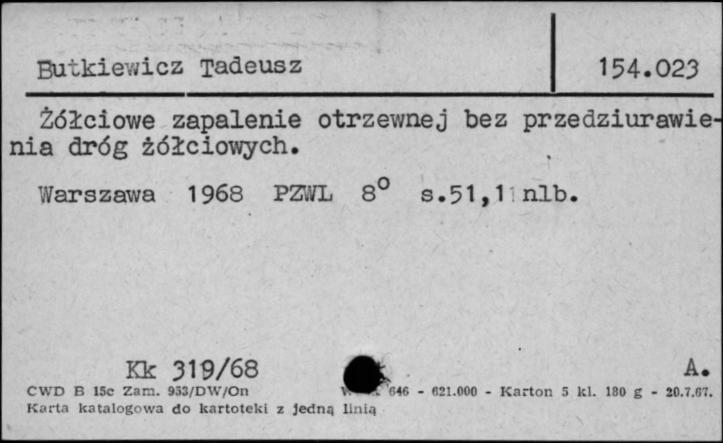 Butkiewicz Tadeusz 154.023
Żółciowe zapalenie otrzewnej bez przedziurawie-
nia dróg żółciowych.
Warszawa 1968 PZWL 8° s.51,1 nlb.
Kk 319/68 A.
CWD B 15c Zam. 953/DW/On 646 - 621.000 - Karton 5 kl. 180 g - 20.7.67.
Karta katalogowa do kartoteki z jedną linią